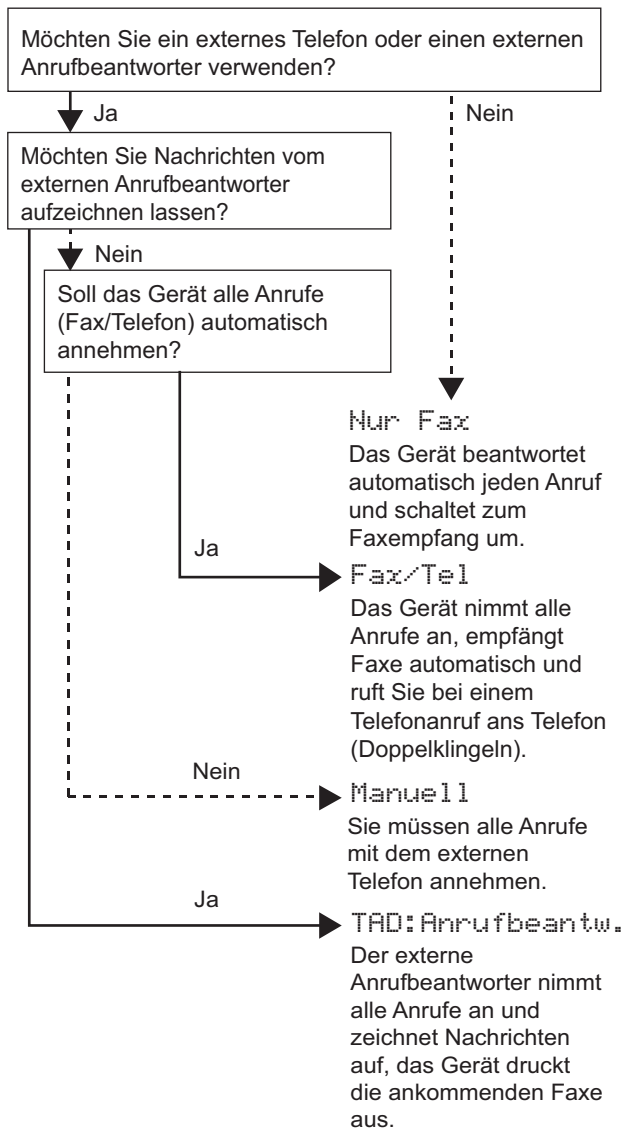 Möchten Sie ein externes Telefon oder einen externen
Anrufbeantworter verwenden?
Ja
Nein
Möchten Sie Nachrichten vom
externen Anrufbeantworter
aufzeichnen lassen?
Nein
Soll das Gerät alle Anrufe
(Fax/Telefon) automatisch
annehmen?
Nur Fax
Das Gerät beantwortet
automatisch jeden Anruf
und schaltet zum
Faxempfang um.
Ja
Fax/Tel
Das Gerät nimmt alle
Anrufe an, empfängt
Faxe automatisch und
ruft Sie bei einem
Telefonanruf ans Telefon
(Doppelklingeln).
Nein
Manuell
Sie müssen alle Anrufe
mit dem externen
Telefon annehmen.
Ja
TAD:Anrufbeantw.
Der externe
Anrufbeantworter nimmt
alle Anrufe an und
zeichnet Nachrichten
auf, das Gerät druckt
die ankommenden Faxe
aus.